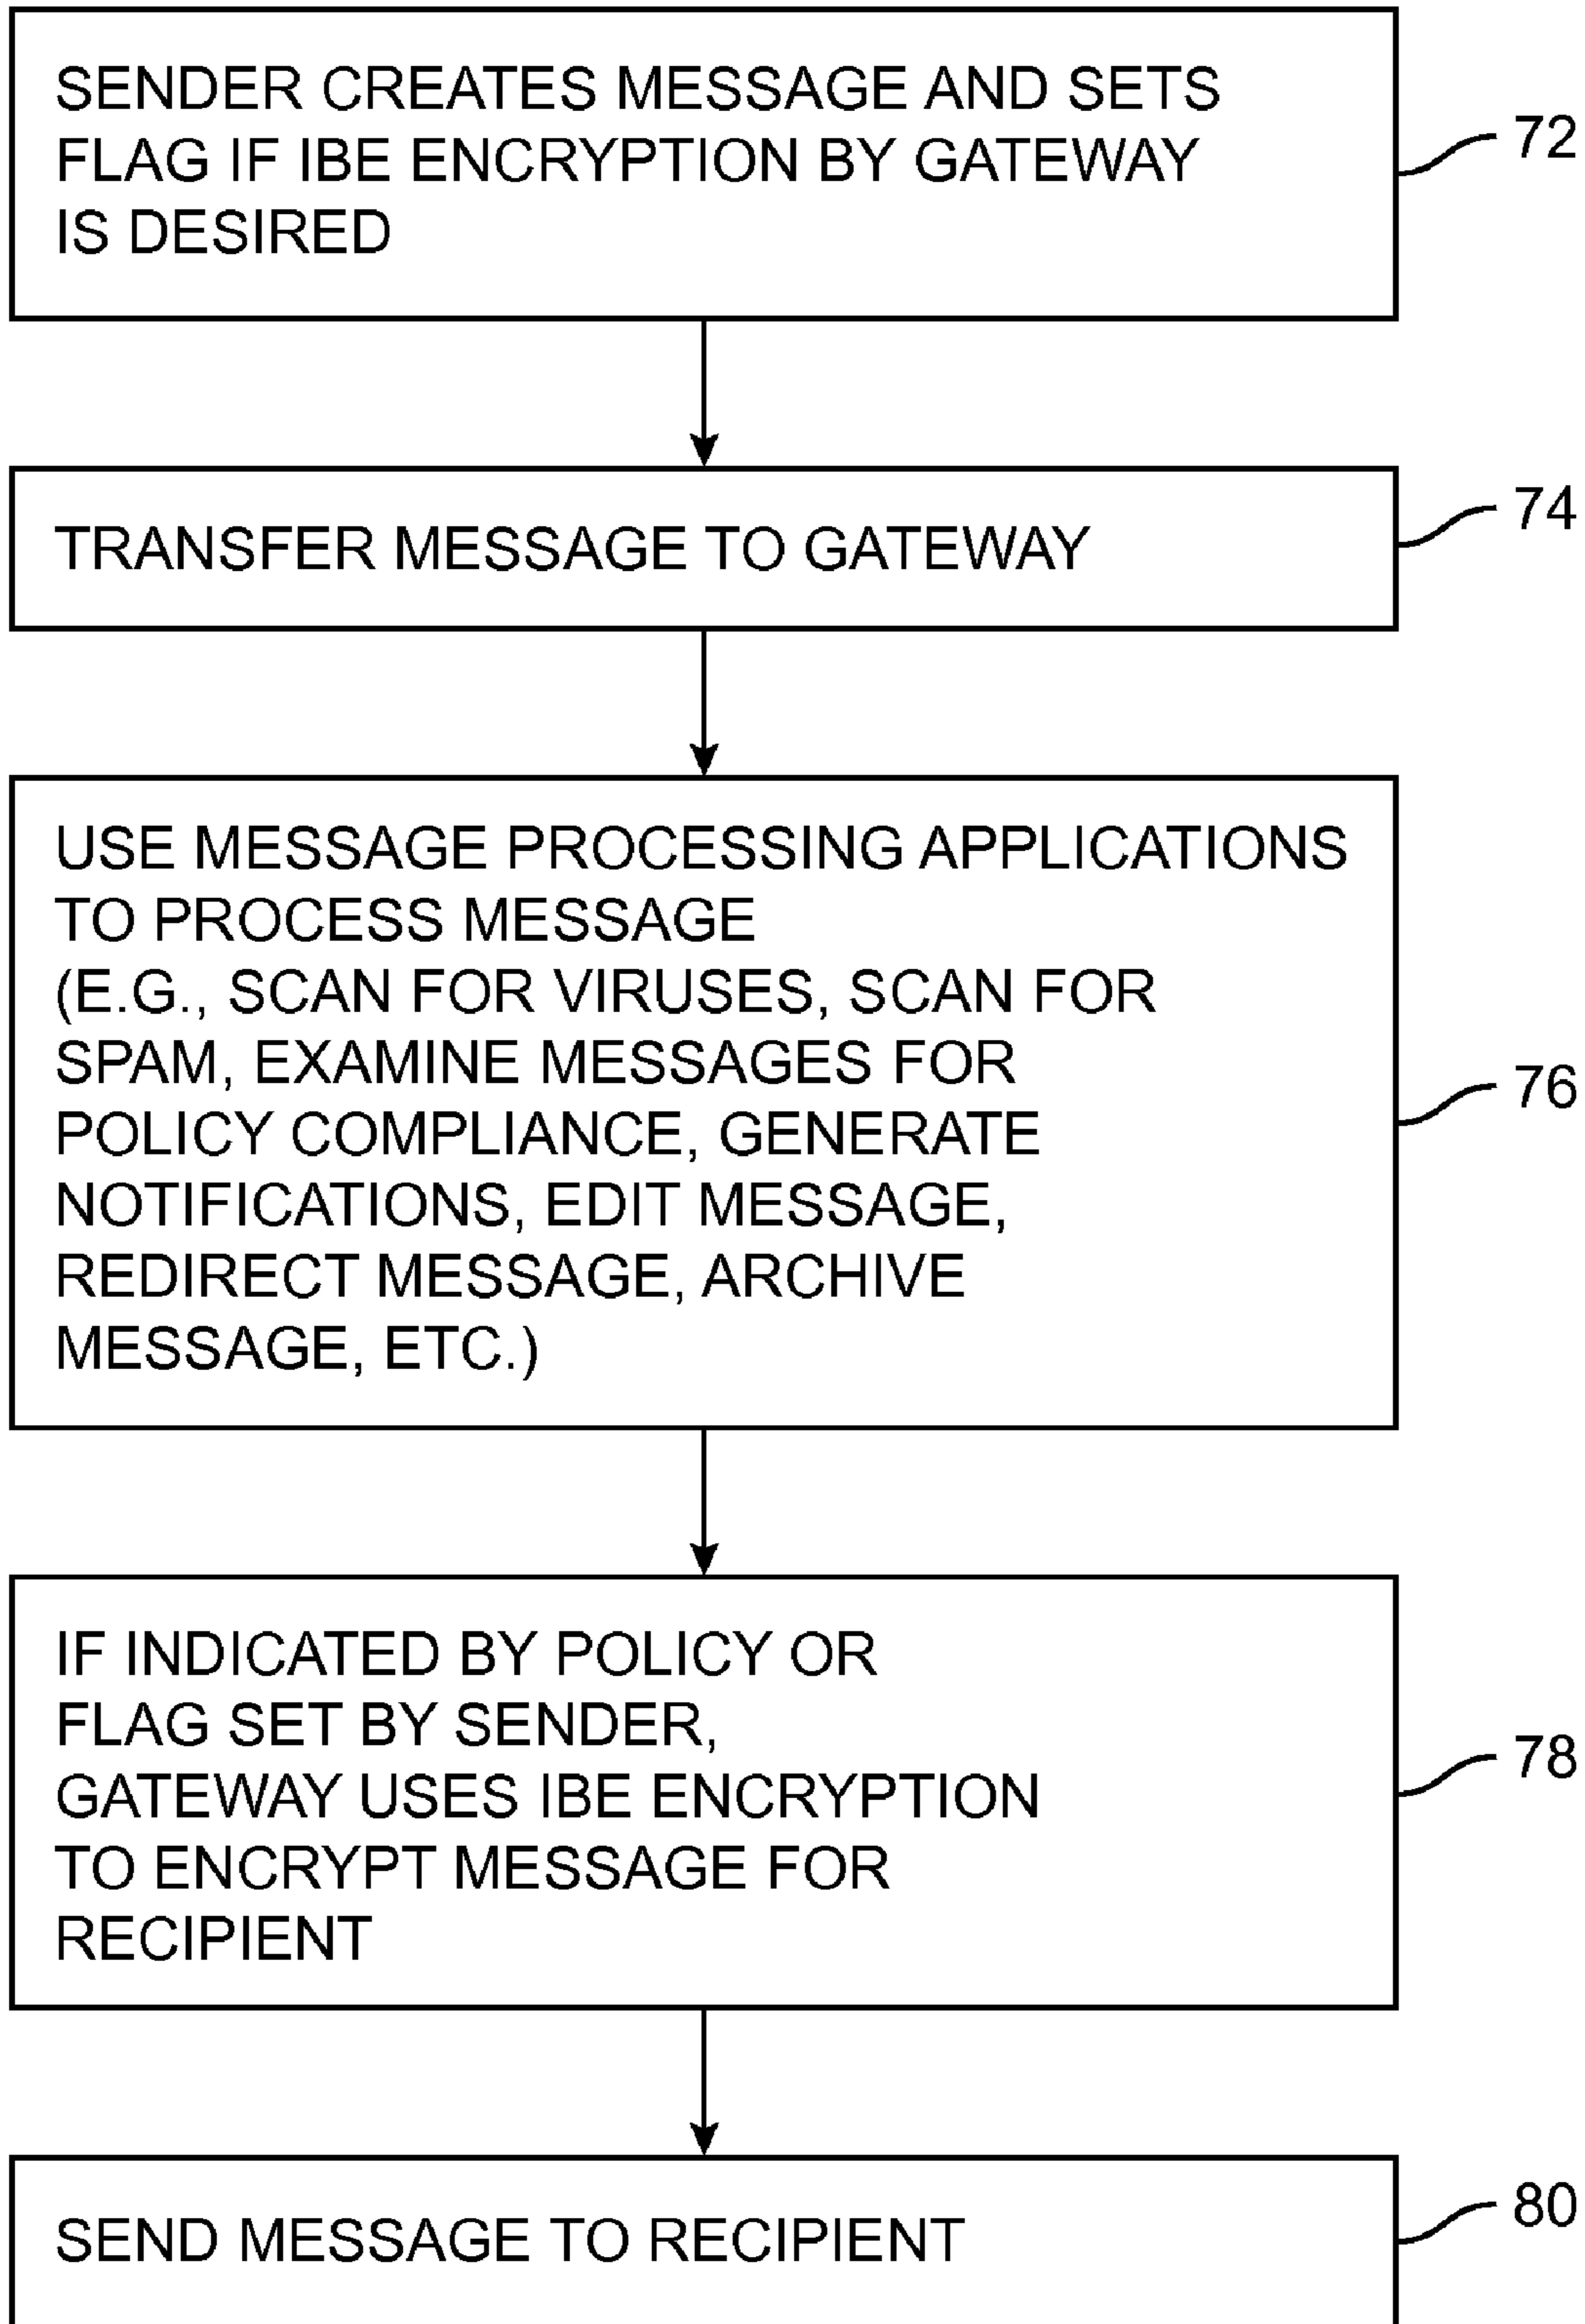 SENDER CREATES MESSAGE AND SETS
FLAG IF IBE ENCRYPTION BY GATEWAY
IS DESIRED
72
TRANSFER MESSAGE TO GATEWAY
74
USE MESSAGE PROCESSING APPLICATIONS
TO PROCESS MESSAGE
(E.G., SCAN FOR VIRUSES, SCAN FOR
SPAM, EXAMINE MESSAGES FOR
POLICY COMPLIANCE, GENERATE
NOTIFICATIONS, EDIT MESSAGE,
REDIRECT MESSAGE, ARCHIVE
MESSAGE, ETC.)
76
IF INDICATED BY POLICY OR
FLAG SET BY SENDER,
GATEWAY USES IBE ENCRYPTION
TO ENCRYPT MESSAGE FOR
RECIPIENT
78
SEND MESSAGE TO RECIPIENT
80